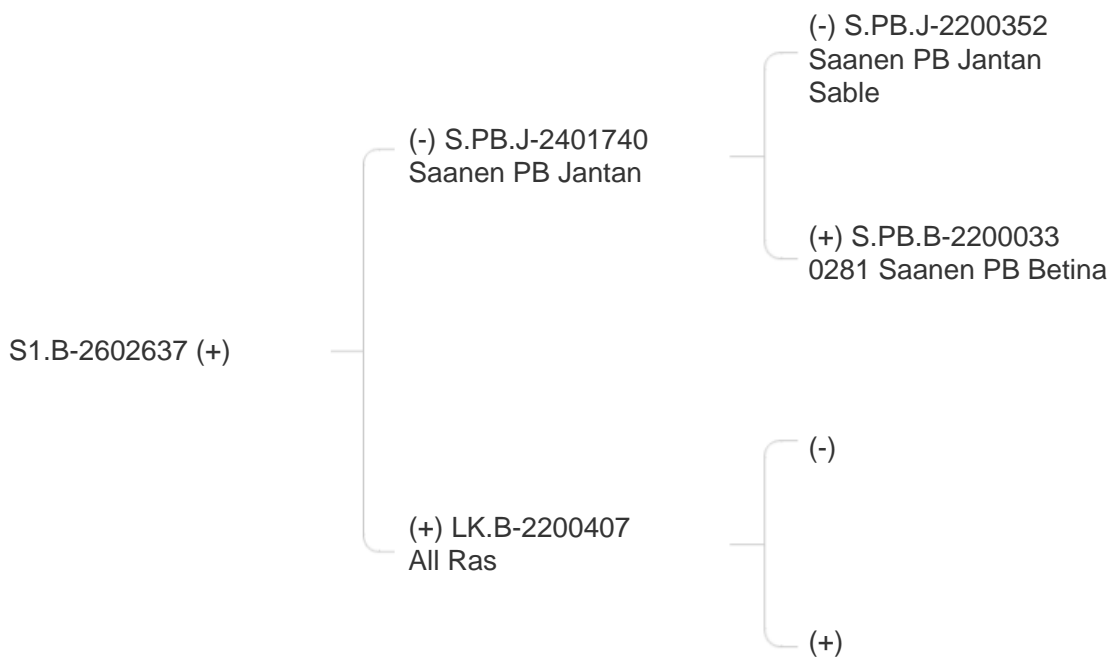 (-) S.PB.J-2200352
Saanen PB Jantan
Sable
(-) S.PB.J-2401740
Saanen PB Jantan
(+) S.PB.B-2200033
0281 Saanen PB Betina
S1.B-2602637 (+)
(-)
(+) LK.B-2200407
All Ras
(+)